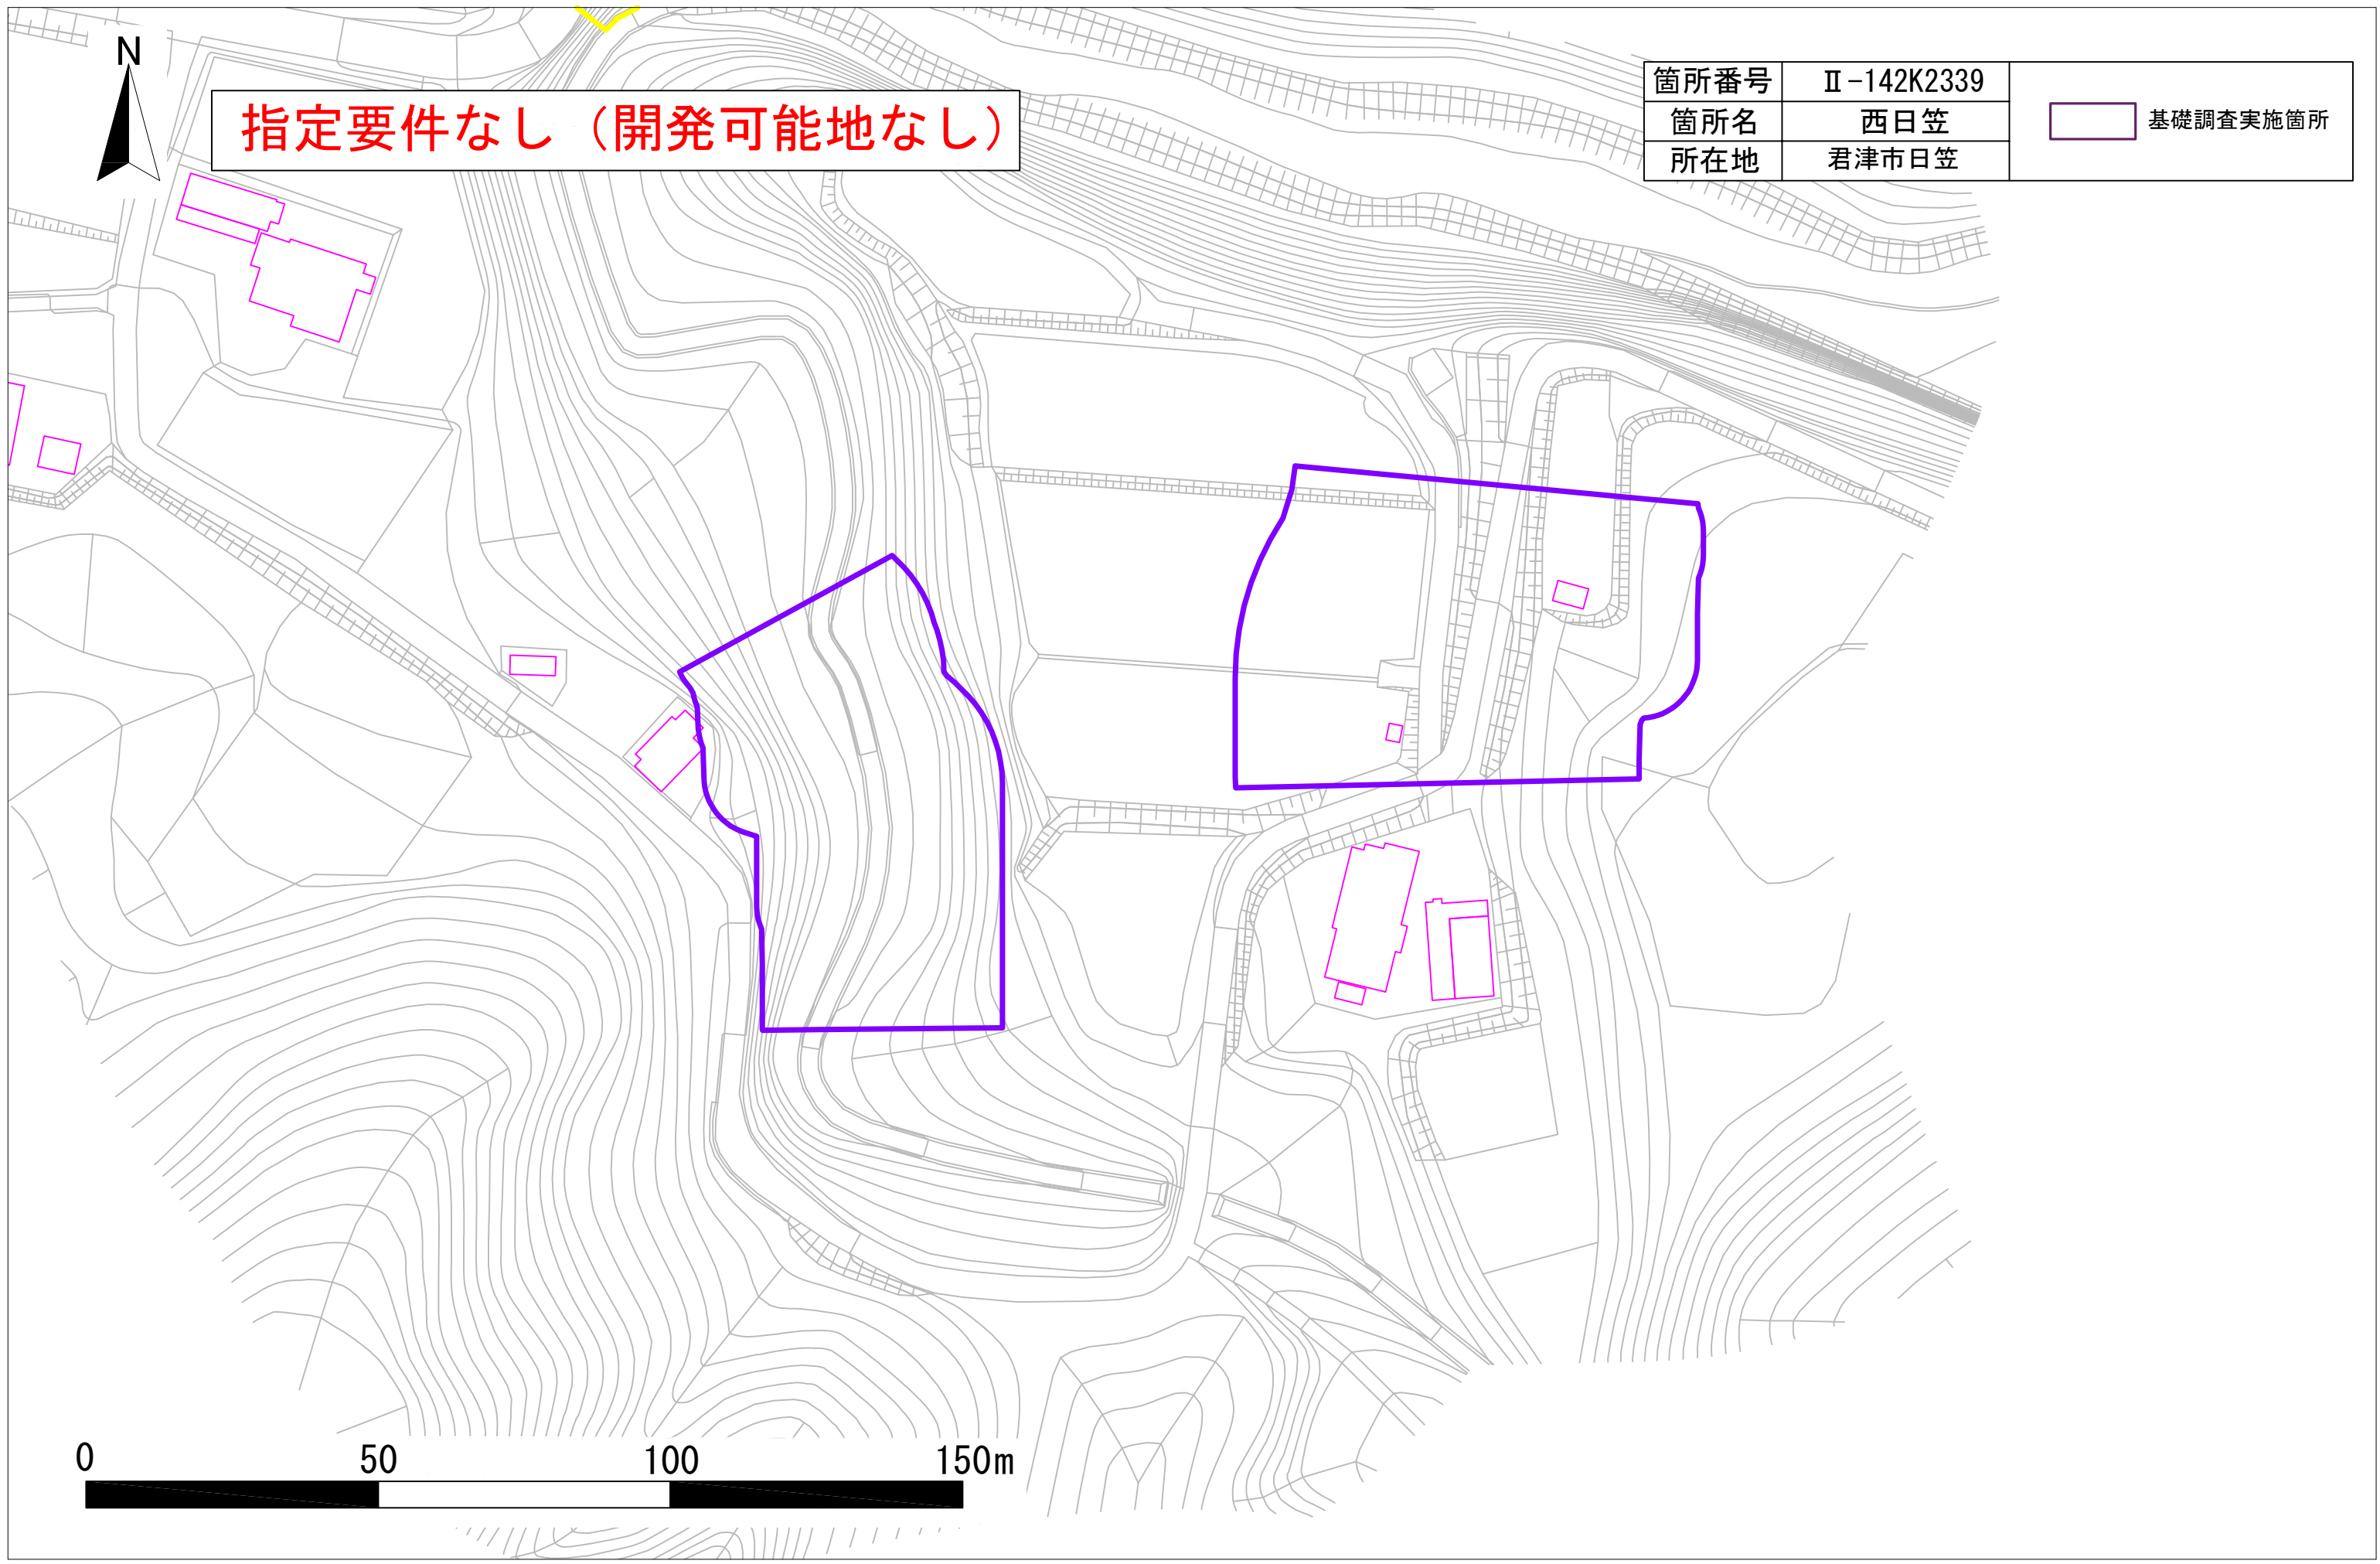 N
指定要件なし（開発可能地なし）
箇所番号 Ⅱ-142K2339
箇所名 西日笠
所在地 君津市日笠
基礎調査実施箇所
0 50 100 150m